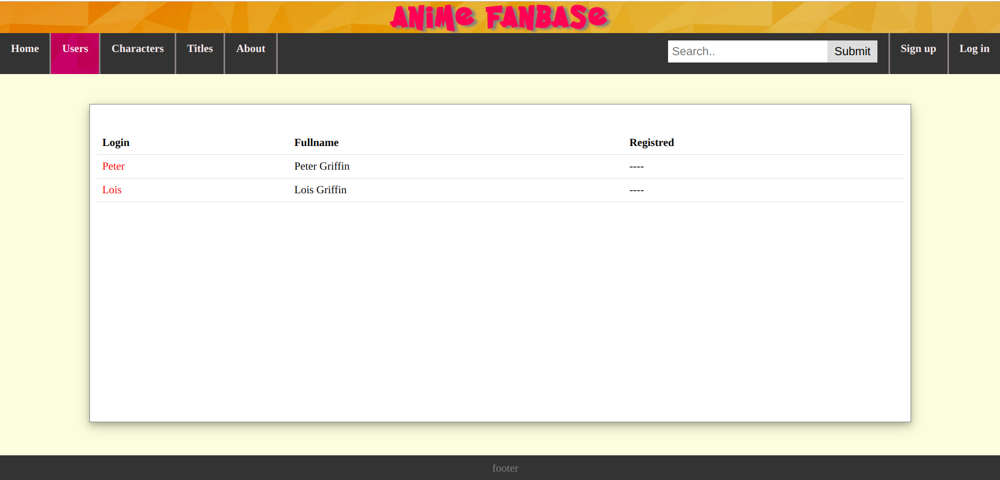 ANiMe FANBASe
Home Users Characters Titles About Search.. Submit Sign up Log in
Login Fullname Registred
Peter Peter Griffin ----
Lois Lois Griffin ----
footer